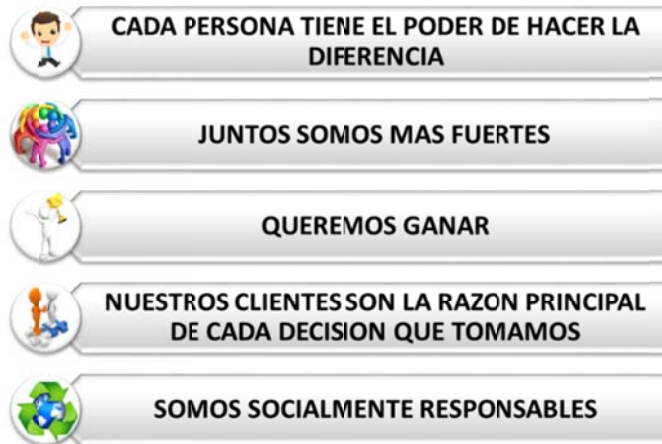 CADA PERSONA TIENE EL PODER DE HACER LA
DIFERENCIA
JUNTOS SOMOS MAS FUERTES
QUEREMOS GANAR
NUESTROS CLIENTES SON LA RAZON PRINCIPAL
DE CADA DECISION QUE TOMAMOS
SOMOS SOCIALMENTE RESPONSABLES